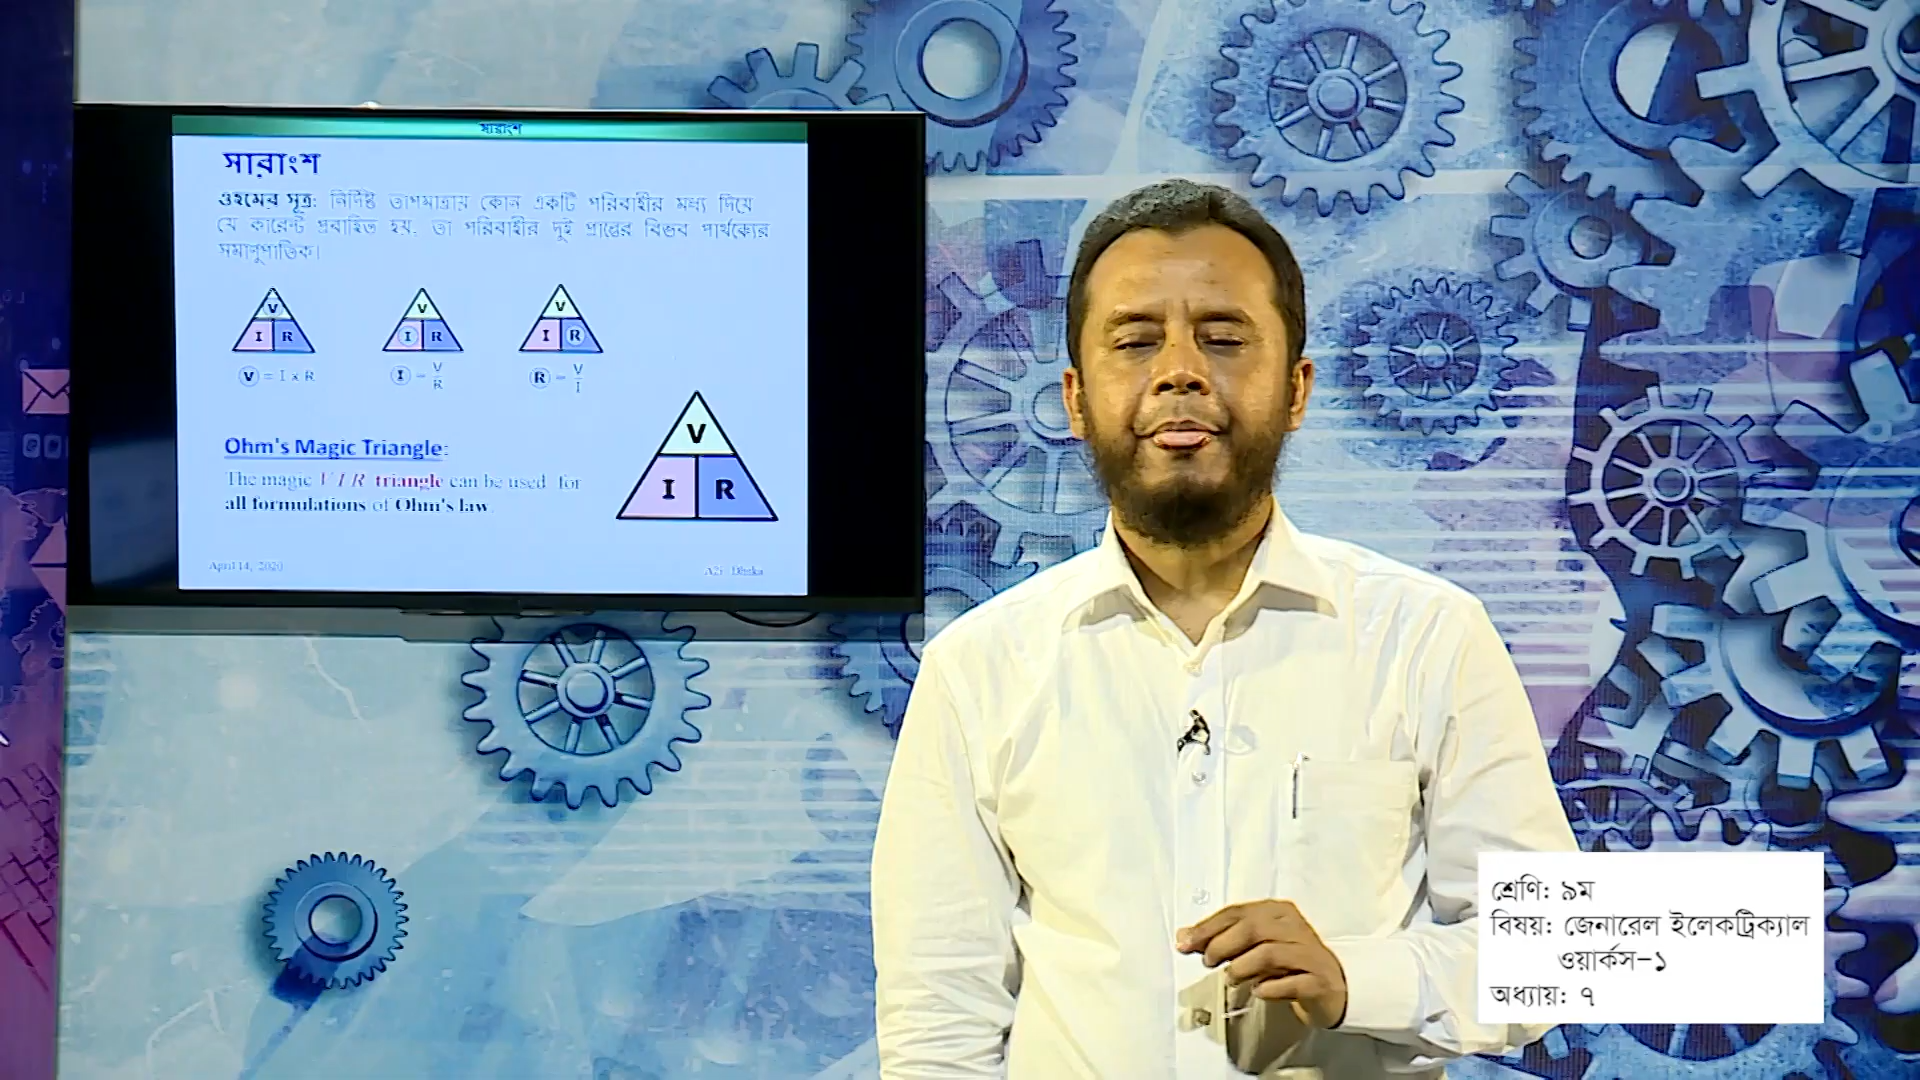 সারাংশ
সারাংশ
ওহমের সূত্র: নির্দিষ্ট তাপমাত্রায় কোন একটি পরিবাহীর মধ্য দিয়ে
যে কারেন্ট প্রবাহিত হয়, তা পরিবাহীর দুই প্রান্তের বিভব পার্থক্যের
সমানুপাতিক।
V V V
I R I R I R
V = I x R
I = V/R
R = V/I
V
I R
Ohm's Magic Triangle:
The magic V I R triangle can be used for
all formulations of Ohm's law.
April 14, 2020
A2i Dhaka
শ্রেণি: ৯ম
বিষয়: জেনারেল ইলেকট্রিক্যাল
ওয়ার্কস-১
অধ্যায়: ৭